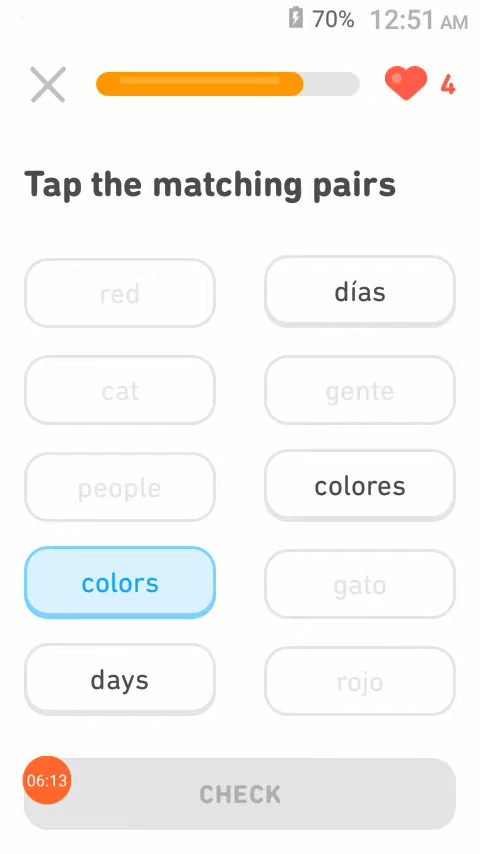 70% 12:51 AM
4
Tap the matching pairs
red días
cat gente
people colores
colors gato
days rojo
06:13 CHECK